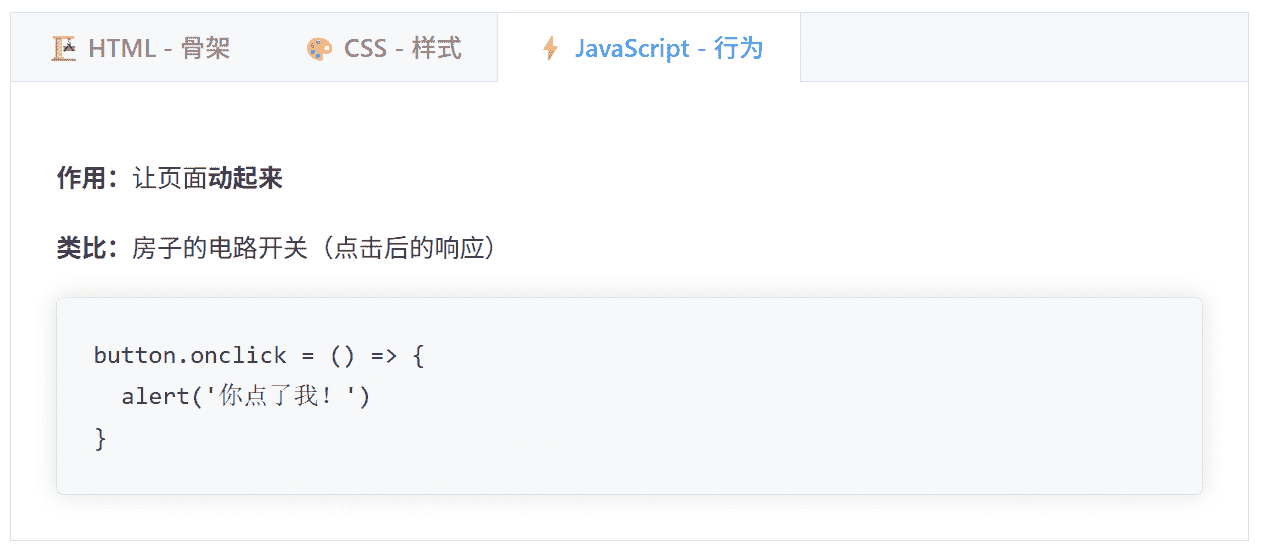 HTML - 骨架 CSS - 样式 JavaScript - 行为
作用：让页面动起来
类比：房子的电路开关（点击后的响应）
button.onclick = () => {
  alert('你点了我！')
}